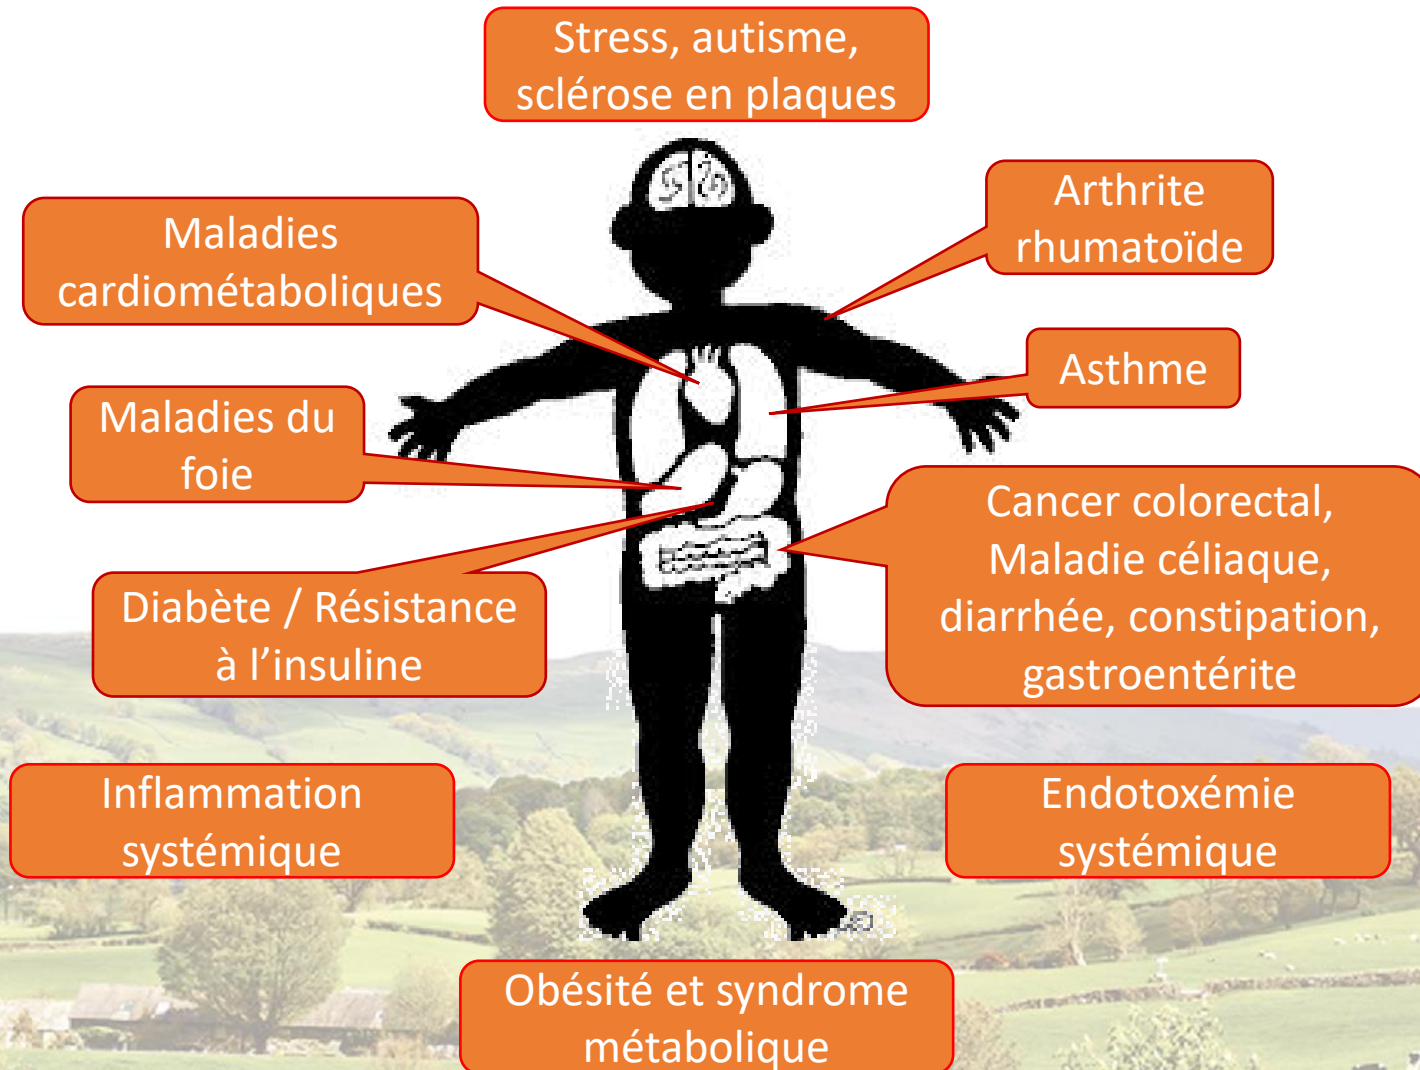 Stress, autisme,
sclérose en plaques
Arthrite
rhumatoïde
Maladies
cardiométaboliques
Asthme
Maladies du
foie
Cancer colorectal,
Maladie céliaque,
diarrhée, constipation,
gastroentérite
Diabète / Résistance
à l’insuline
Inflammation
systémique
Endotoxémie
systémique
Obésité et syndrome
métabolique